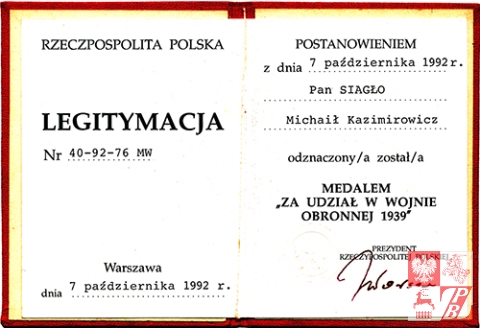 RZECZPOSPOLITA POLSKA
LEGITYMACJA
Nr 40-92-76 MW
Warszawa
dnia 7 października 1992 r.
POSTANOWIENIEM
z dnia 7 października 1992 r.
Pan SIAGŁO
Michaił Kazimirowicz
odznaczony/a został/a
MEDALEM
„ZA UDZIAŁ W WOJNIE
OBRONNEJ 1939"
PREZYDENT
RZECZYPOSPOLITEJ POLSKIEJ